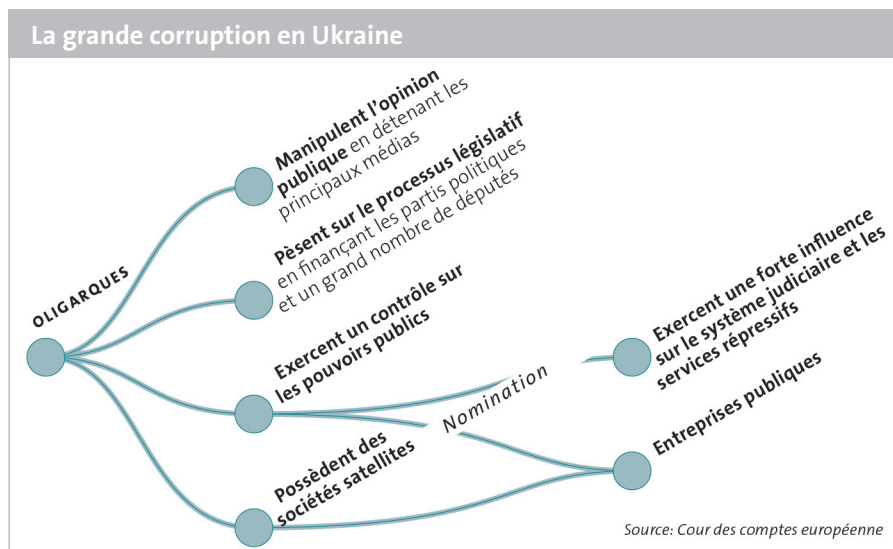 La grande corruption en Ukraine
OLIGARQUES
Manipulent l'opinion
publique en détenant les
principaux médias
Pèsent sur le processus législatif
en finançant les partis politiques
et un grand nombre de députés
Exercent un contrôle sur
les pouvoirs publics
Possèdent des
sociétés satellites
Nomination
Exercent une forte influence
sur le système judiciaire et les
services répressifs
Entreprises publiques
Source: Cour des comptes européenne